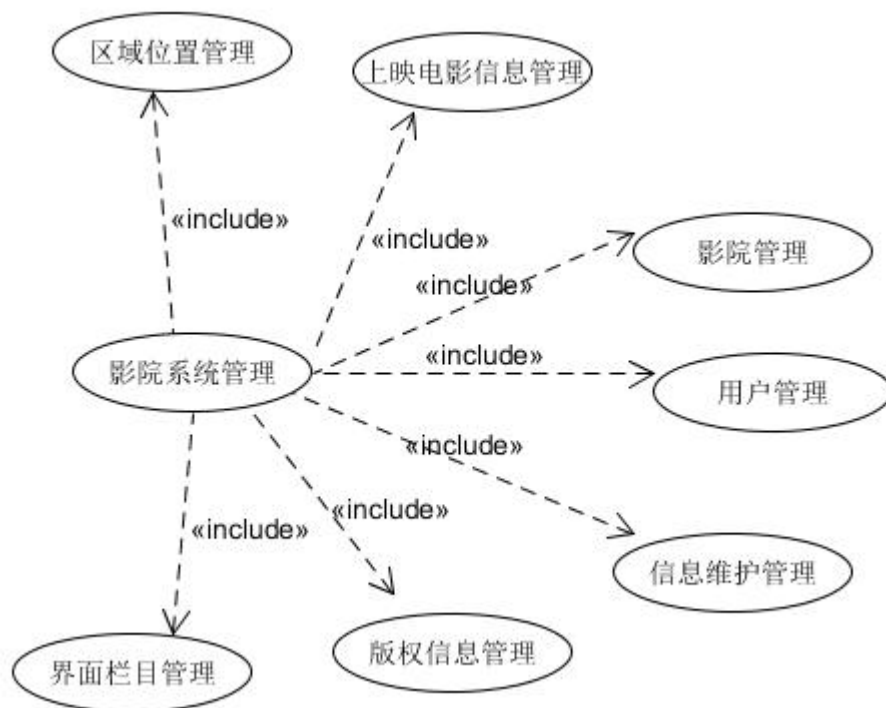 区域位置管理
上映电影信息管理
«include»
«include»
影院管理
«include»
«include»
影院系统管理
用户管理
«include»
«include»
«include»
信息维护管理
版权信息管理
界面栏目管理